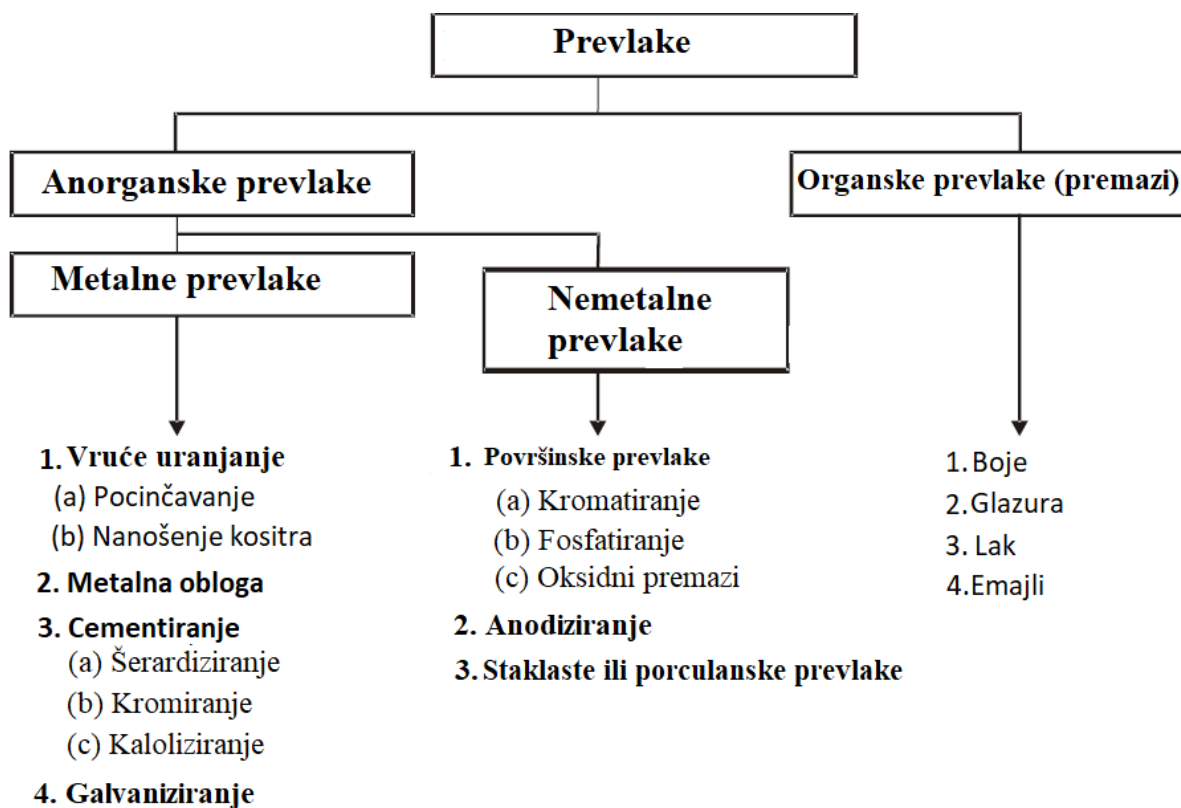 Prevlake
Anorganske prevlake
Organske prevlake (premazi)
Metalne prevlake
Nemetalne
prevlake
1. Vruće uranjanje
(a) Pocinčavanje
(b) Nanošenje kositra
2. Metalna obloga
3. Cementiranje
(a) Šerardiziranje
(b) Kromiranje
(c) Kaloliziranje
4. Galvaniziranje
1. Površinske prevlake
(a) Kromatiranje
(b) Fosfatiranje
(c) Oksidni premazi
2. Anodiziranje
3. Staklaste ili porculanske prevlake
1. Boje
2. Glazura
3. Lak
4. Emajli